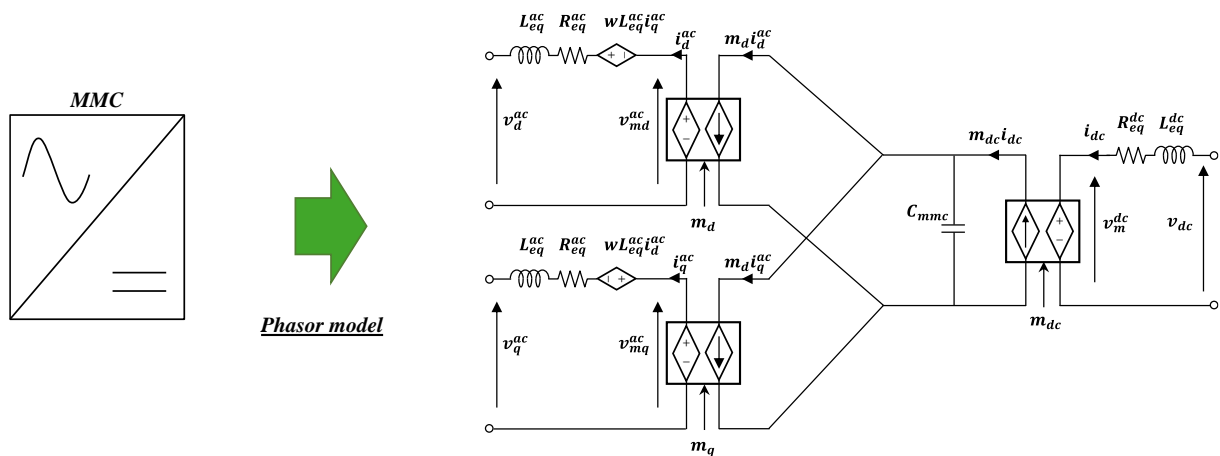 MMC
Phasor model
L_eq^ac R_eq^ac wL_eq^ac i_q^ac
+ −
i_d^ac
m_d i_d^ac
v_d^ac
v_md^ac
+
−
m_d
L_eq^ac R_eq^ac wL_eq^ac i_d^ac
− +
i_q^ac
m_d i_q^ac
v_q^ac
v_mq^ac
+
−
m_q
C_mmc
m_dc i_dc
i_dc
R_eq^dc L_eq^dc
+
−
v_m^dc
v_dc
m_dc